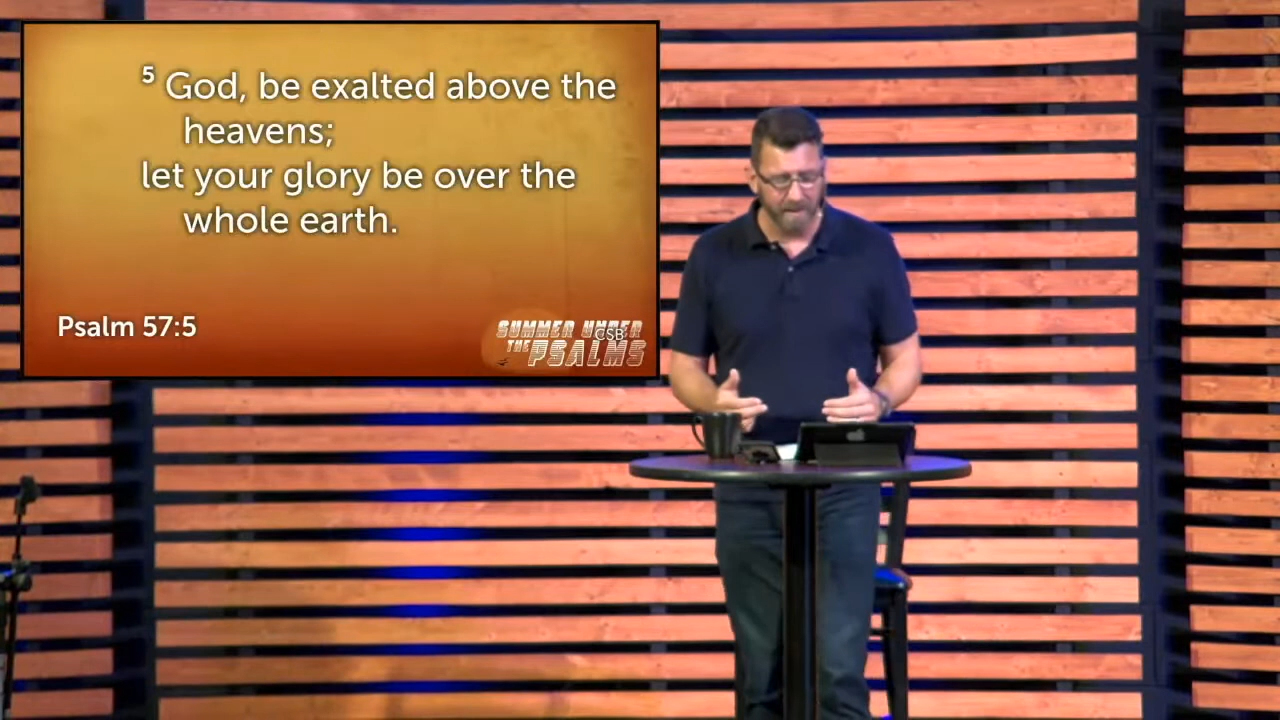 5 God, be exalted above the
heavens;
let your glory be over the
whole earth.
Psalm 57:5
CSB
SUMMER UNDER
THE PSALMS